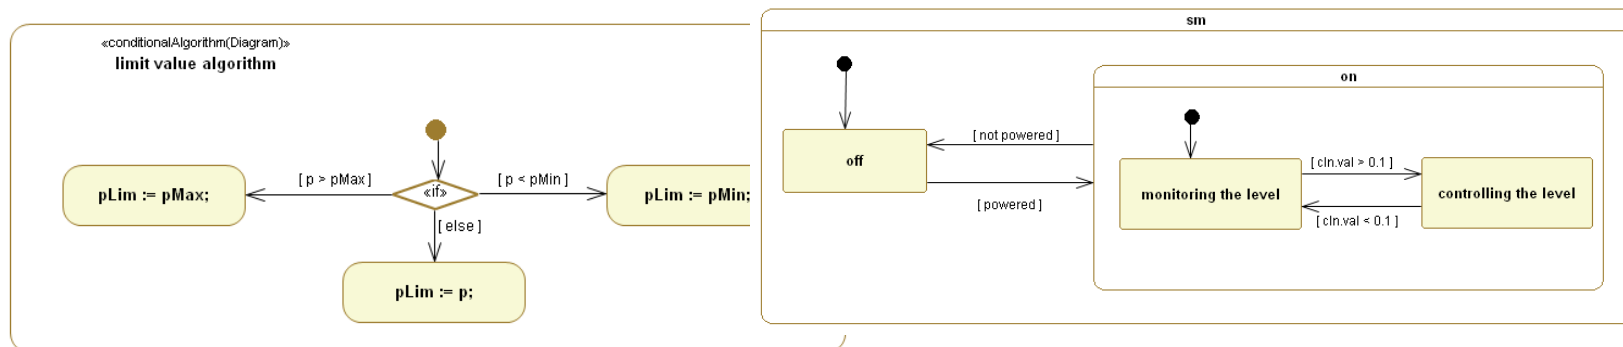 «conditionalAlgorithm(Diagram)»
limit value algorithm
[ p > pMax ]
«if»
[ p < pMin ]
pLim := pMax;
pLim := pMin;
[ else ]
pLim := p;
sm
on
off
[ not powered ]
[ powered ]
monitoring the level
[ cIn.val > 0.1 ]
[ cIn.val < 0.1 ]
controlling the level